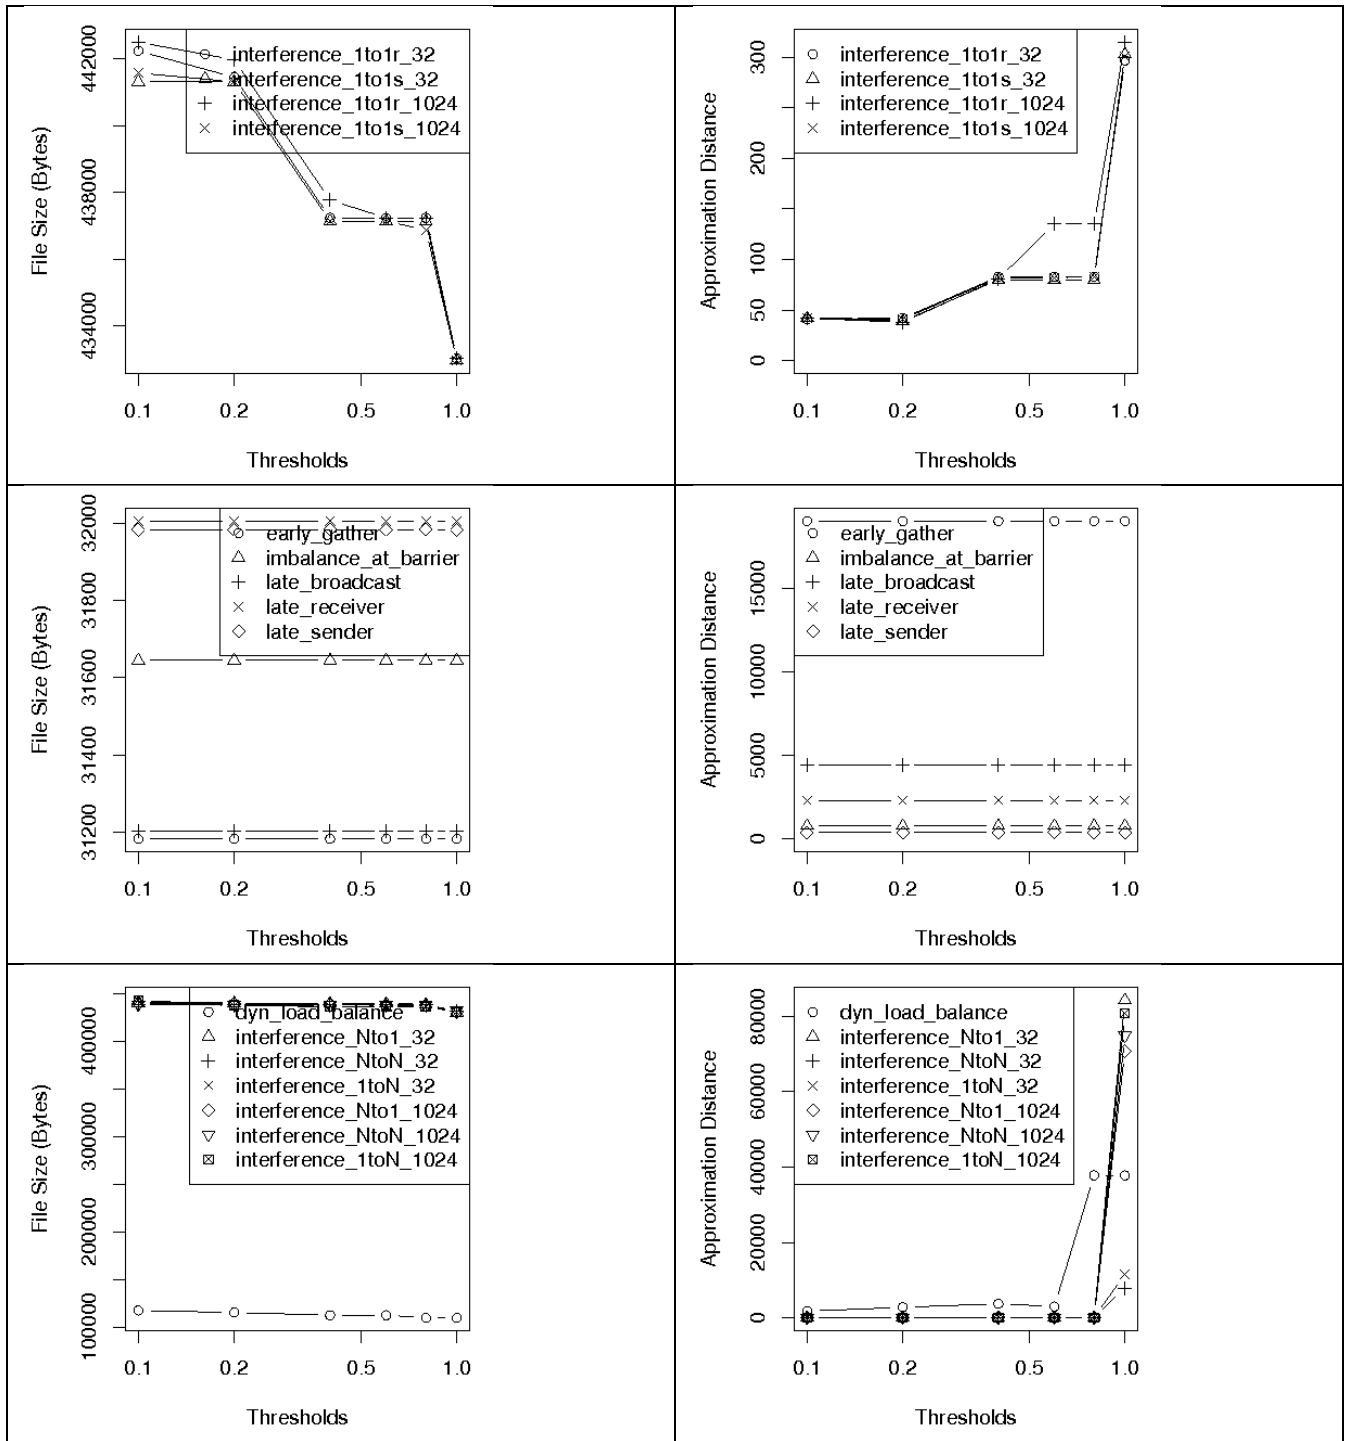 File Size (Bytes)
434000
438000
442000
interference_1to1r_32
interference_1to1s_32
interference_1to1r_1024
interference_1to1s_1024
0.1 0.2 0.5 1.0
Thresholds
Approximation Distance
0 50 100 200 300
interference_1to1r_32
interference_1to1s_32
interference_1to1r_1024
interference_1to1s_1024
0.1 0.2 0.5 1.0
Thresholds
File Size (Bytes)
31200 31400 31600 31800 32000
early_gather
imbalance_at_barrier
late_broadcast
late_receiver
late_sender
0.1 0.2 0.5 1.0
Thresholds
Approximation Distance
0 5000 10000 15000
early_gather
imbalance_at_barrier
late_broadcast
late_receiver
late_sender
0.1 0.2 0.5 1.0
Thresholds
File Size (Bytes)
100000 200000 300000 400000
dyn_load_balance
interference_Nto1_32
interference_NtoN_32
interference_1toN_32
interference_Nto1_1024
interference_NtoN_1024
interference_1toN_1024
0.1 0.2 0.5 1.0
Thresholds
Approximation Distance
0 20000 40000 60000 80000
dyn_load_balance
interference_Nto1_32
interference_NtoN_32
interference_1toN_32
interference_Nto1_1024
interference_NtoN_1024
interference_1toN_1024
0.1 0.2 0.5 1.0
Thresholds